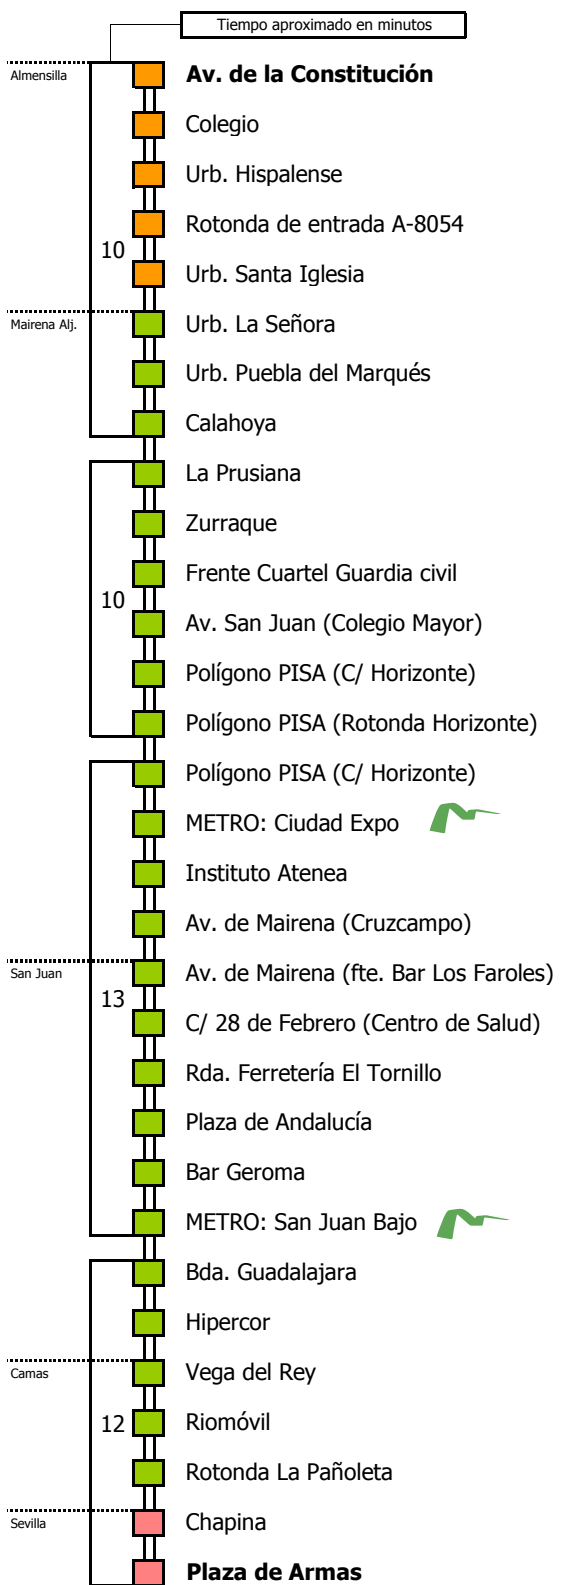 Tiempo aproximado en minutos
Almensilla
Av. de la Constitución
Colegio
Urb. Hispalense
Rotonda de entrada A-8054
10
Urb. Santa Iglesia
Mairena Alj.
Urb. La Señora
Urb. Puebla del Marqués
Calahoya
La Prusiana
Zurraque
Frente Cuartel Guardia civil
10
Av. San Juan (Colegio Mayor)
Polígono PISA (C/ Horizonte)
Polígono PISA (Rotonda Horizonte)
Polígono PISA (C/ Horizonte)
METRO: Ciudad Expo
Instituto Atenea
Av. de Mairena (Cruzcampo)
San Juan
Av. de Mairena (fte. Bar Los Faroles)
13
C/ 28 de Febrero (Centro de Salud)
Rda. Ferretería El Tornillo
Plaza de Andalucía
Bar Geroma
METRO: San Juan Bajo
Bda. Guadalajara
Hipercor
Camas
Vega del Rey
12
Riomóvil
Rotonda La Pañoleta
Sevilla
Chapina
Plaza de Armas